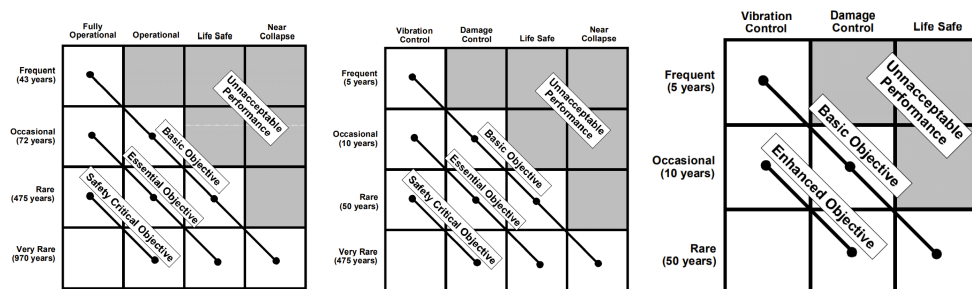 Fully
Operational
Operational
Life Safe
Near
Collapse
Frequent
(43 years)
Occasional
(72 years)
Rare
(475 years)
Very Rare
(970 years)
Unnacceptable
Performance
Basic Objective
Essential Objective
Safety Critical Objective
Vibration
Control
Damage
Control
Life Safe
Near
Collapse
Frequent
(5 years)
Occasional
(10 years)
Rare
(50 years)
Very Rare
(475 years)
Unnacceptable
Performance
Basic Objective
Essential Objective
Safety Critical Objective
Vibration
Control
Damage
Control
Life Safe
Frequent
(5 years)
Occasional
(10 years)
Rare
(50 years)
Unnacceptable
Performance
Basic Objective
Enhanced Objective